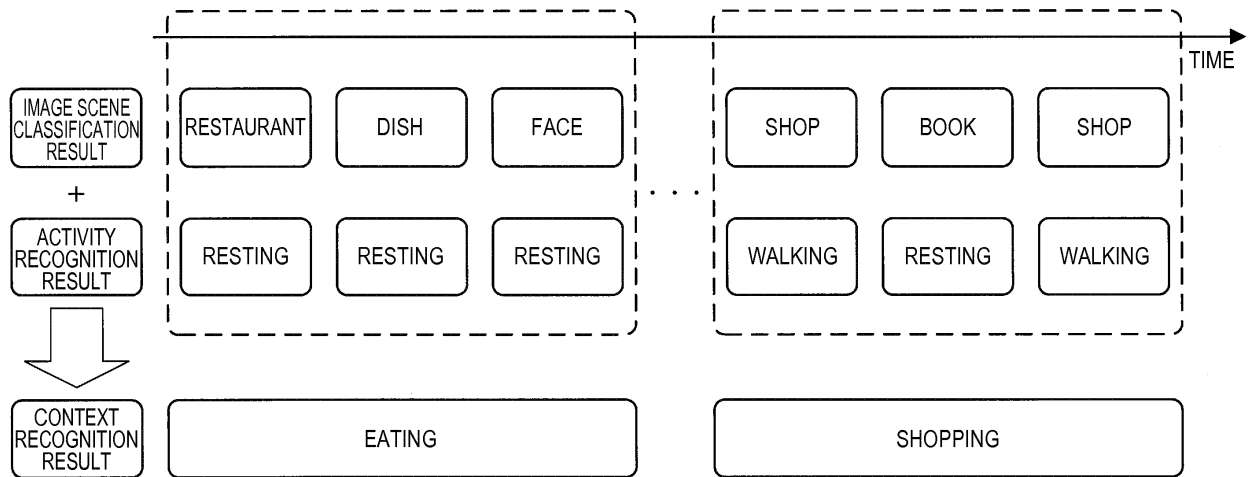 TIME
IMAGE SCENE
CLASSIFICATION
RESULT
RESTAURANT
DISH
FACE
SHOP
BOOK
SHOP
+
. . .
ACTIVITY
RECOGNITION
RESULT
RESTING
RESTING
RESTING
WALKING
RESTING
WALKING
CONTEXT
RECOGNITION
RESULT
EATING
SHOPPING